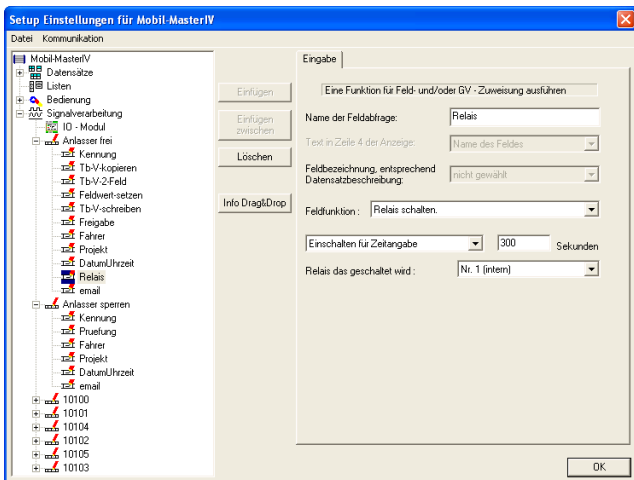 Setup Einstellungen für Mobil-MasterIV
Datei Kommunikation
Mobil-MasterIV
Datensätze
Listen
Bedienung
Signalverarbeitung
IO - Modul
Anlasser frei
Kennung
Tb-V-kopieren
Tb-V-2-Feld
Feldwert-setzen
Tb-V-schreiben
Freigabe
Fahrer
Projekt
DatumUhrzeit
Relais
email
Anlasser sperren
Kennung
Pruefung
Fahrer
Projekt
DatumUhrzeit
email
10100
10101
10104
10102
10105
10103
Einfügen
Einfügen
zwischen
Löschen
Info Drag&Drop
Eingabe
Eine Funktion für Feld- und/oder GV - Zuweisung ausführen
Name der Feldabfrage: Relais
Text in Zeile 4 der Anzeige: Name des Feldes
Feldbezeichnung, entsprechend
Datensatzbeschreibung: nicht gewählt
Feldfunktion : Relais schalten.
Einschalten für Zeitangabe 300 Sekunden
Relais das geschaltet wird : Nr. 1 (intern)
OK